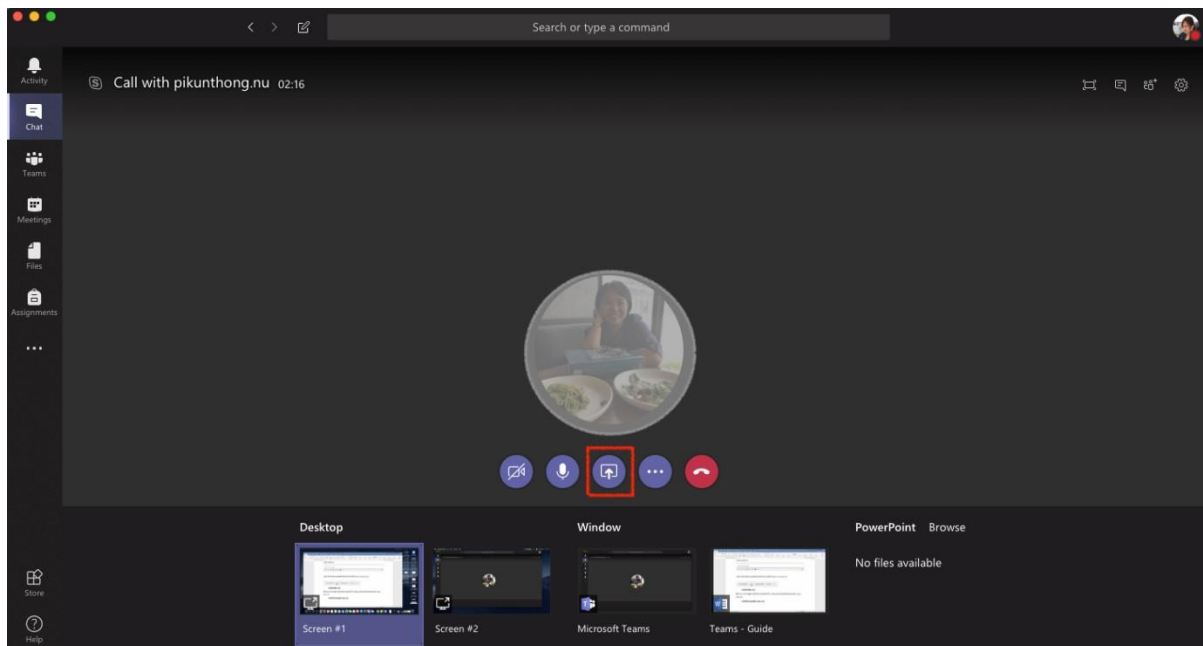 Search or type a command
Activity
Chat
Teams
Meetings
Files
Assignments
Store
Help
Call with pikunthong.nu 02:16
Desktop
Screen #1
Screen #2
Window
Microsoft Teams
Teams - Guide
PowerPoint Browse
No files available